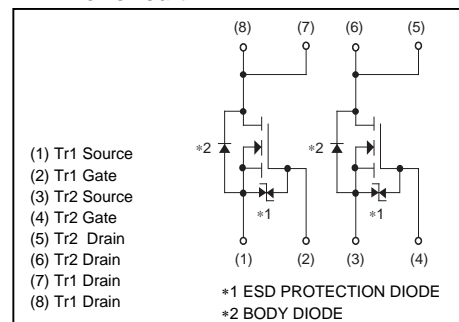 (8) (7) (6) (5)
*2 *2
*1 *1
(1) Tr1 Source
(2) Tr1 Gate
(3) Tr2 Source
(4) Tr2 Gate
(5) Tr2 Drain
(6) Tr2 Drain
(7) Tr1 Drain
(8) Tr1 Drain
(1) (2) (3) (4)
*1 ESD PROTECTION DIODE
*2 BODY DIODE